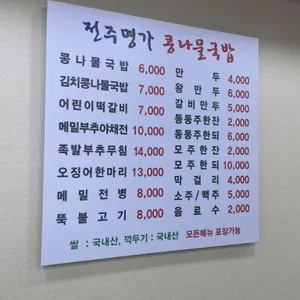 전주명가 콩나물국밥
콩나물국밥 6,000
김치콩나물국밥 7,000
어린이떡갈비 7,000
메밀부추야채전 10,000
족발부추무침 14,000
오징어한마리 13,000
메밀전병 8,000
뚝불고기 8,000
만두 4,000
왕만두 6,000
갈비만두 5,000
동동주한잔 2,000
동동주한되 6,000
모주한잔 2,000
모주한되 10,000
막걸리 4,000
소주/맥주 5,000
음료수 2,000
쌀 : 국내산, 깍두기 : 국내산 모든메뉴 포장가능